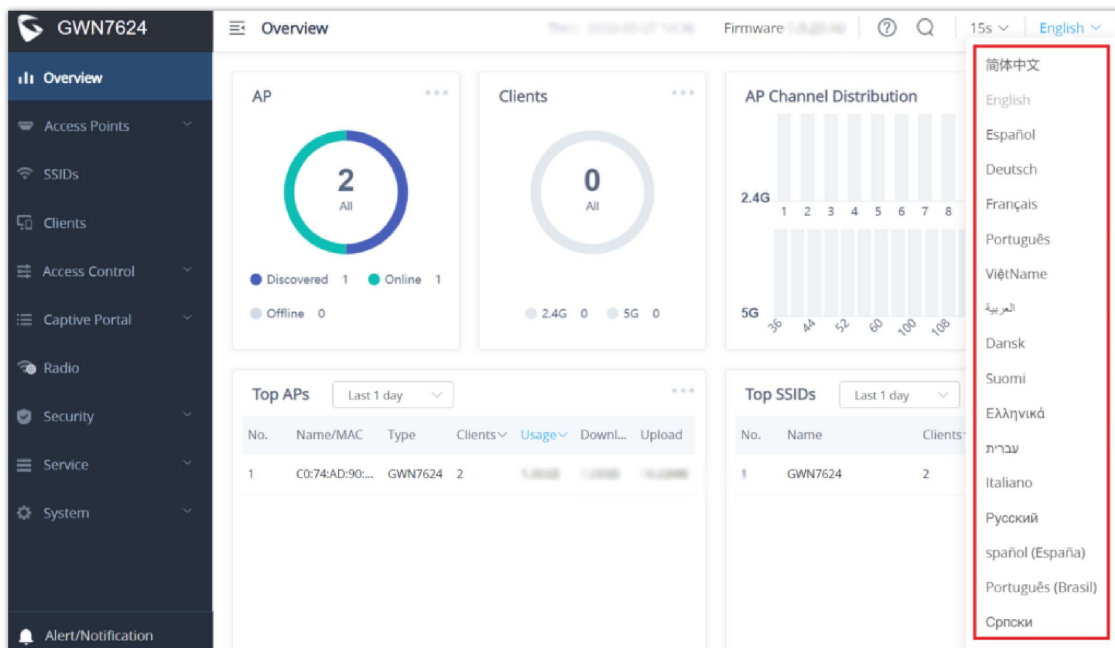 GWN7624
Overview
Firmware
15s
English
Overview
Access Points
SSIDs
Clients
Access Control
Captive Portal
Radio
Security
Service
System
Alert/Notification
AP
2
All
Discovered 1 Online 1
Offline 0
Clients
0
All
2.4G 0 5G 0
AP Channel Distribution
2.4G
1 2 3 4 5 6 7 8
5G
36 44 52 60 100 108
Top APs Last 1 day
No. Name/MAC Type Clients Usage Downl... Upload
1 C0:74:AD:90:... GWN7624 2
Top SSIDs Last 1 day
No. Name Clients
1 GWN7624 2
简体中文
English
Español
Deutsch
Français
Português
ViệtName
العربية
Dansk
Suomi
Ελληνικά
עברית
Italiano
Русский
spañol (España)
Português (Brasil)
Српски